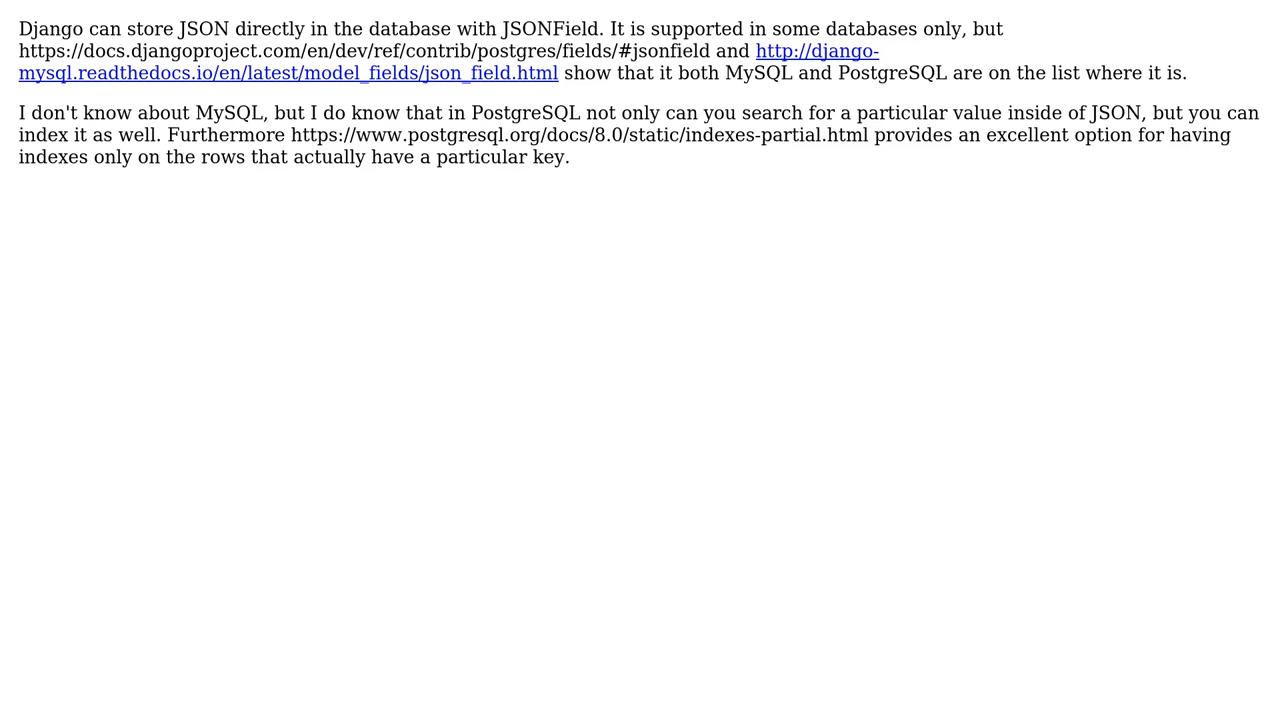 Django can store JSON directly in the database with JSONField. It is supported in some databases only, but
https://docs.djangoproject.com/en/dev/ref/contrib/postgres/fields/#jsonfield and http://django-
mysql.readthedocs.io/en/latest/model_fields/json_field.html show that it both MySQL and PostgreSQL are on the list where it is.
I don't know about MySQL, but I do know that in PostgreSQL not only can you search for a particular value inside of JSON, but you can
index it as well. Furthermore https://www.postgresql.org/docs/8.0/static/indexes-partial.html provides an excellent option for having
indexes only on the rows that actually have a particular key.